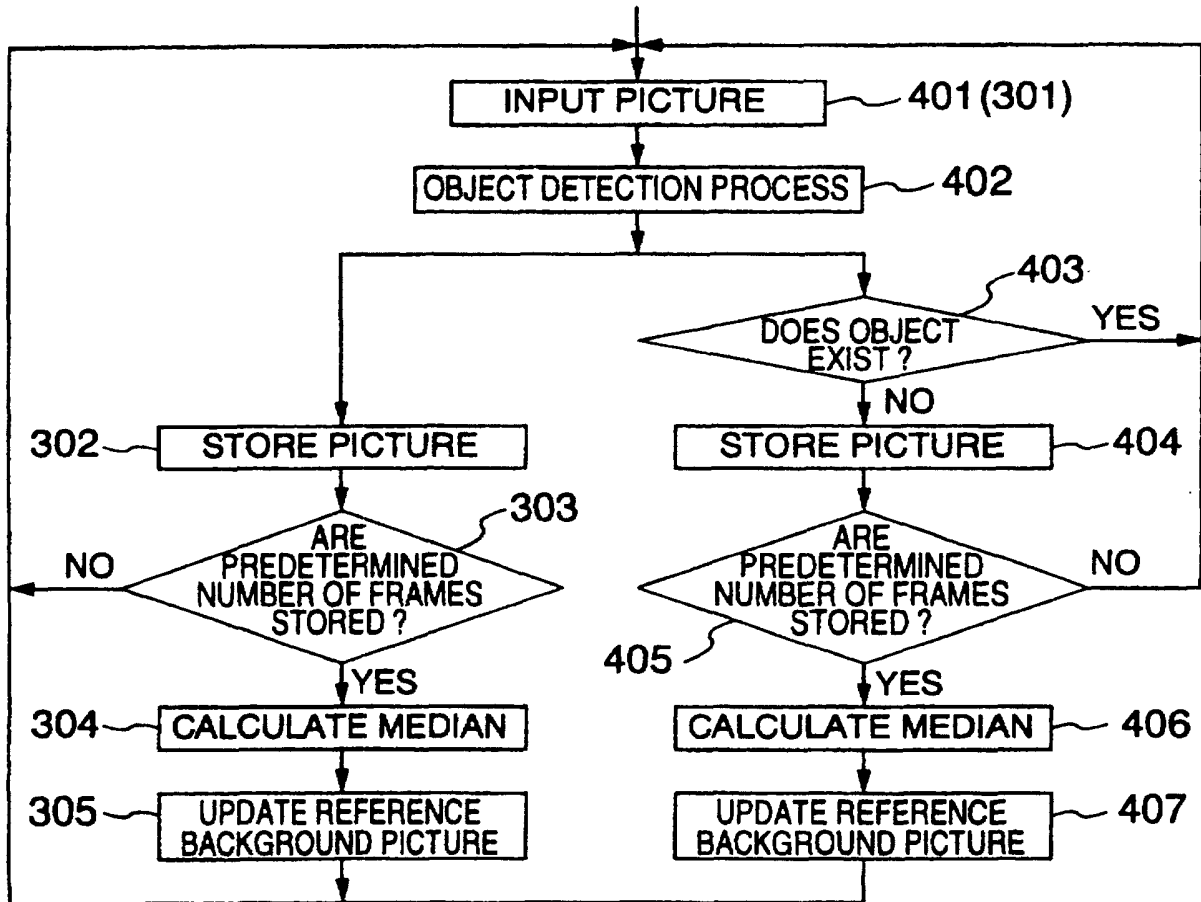 INPUT PICTURE
401 (301)
OBJECT DETECTION PROCESS
402
403
DOES OBJECT
EXIST ?
YES
NO
302
STORE PICTURE
STORE PICTURE
404
303
ARE
PREDETERMINED
NUMBER OF FRAMES
STORED ?
NO
YES
ARE
PREDETERMINED
NUMBER OF FRAMES
STORED ?
NO
405
YES
304
CALCULATE MEDIAN
CALCULATE MEDIAN
406
305
UPDATE REFERENCE
BACKGROUND PICTURE
UPDATE REFERENCE
BACKGROUND PICTURE
407